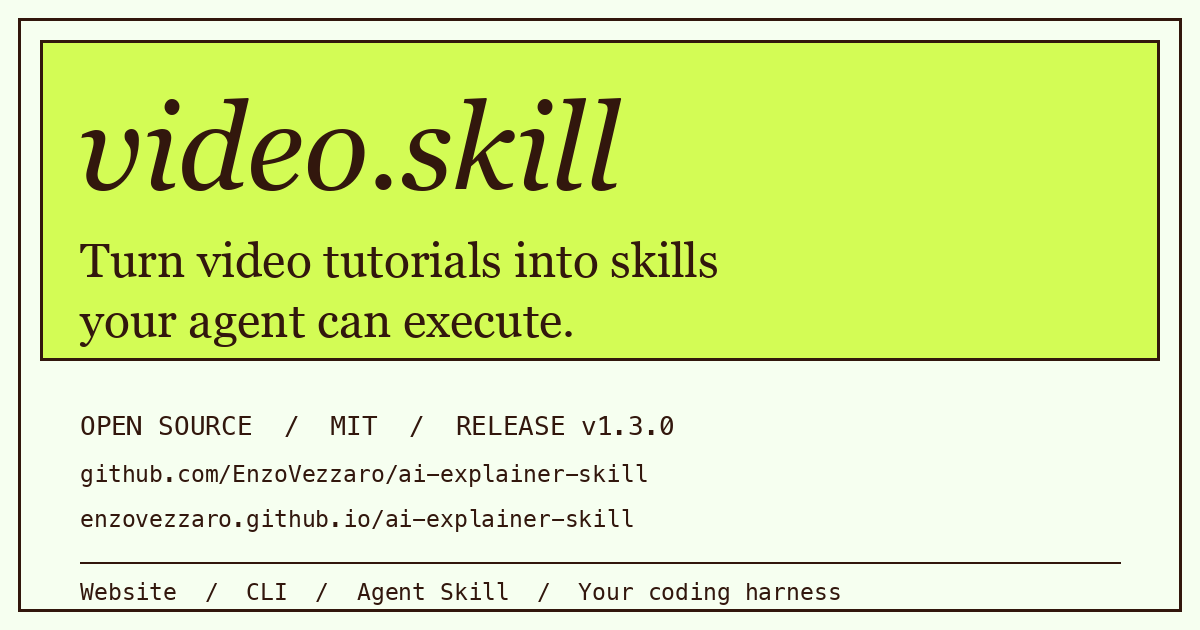 video.skill
Turn video tutorials into skills
your agent can execute.
OPEN SOURCE / MIT / RELEASE v1.3.0
github.com/EnzoVezzaro/ai-explainer-skill
enzovezzaro.github.io/ai-explainer-skill
Website / CLI / Agent Skill / Your coding harness